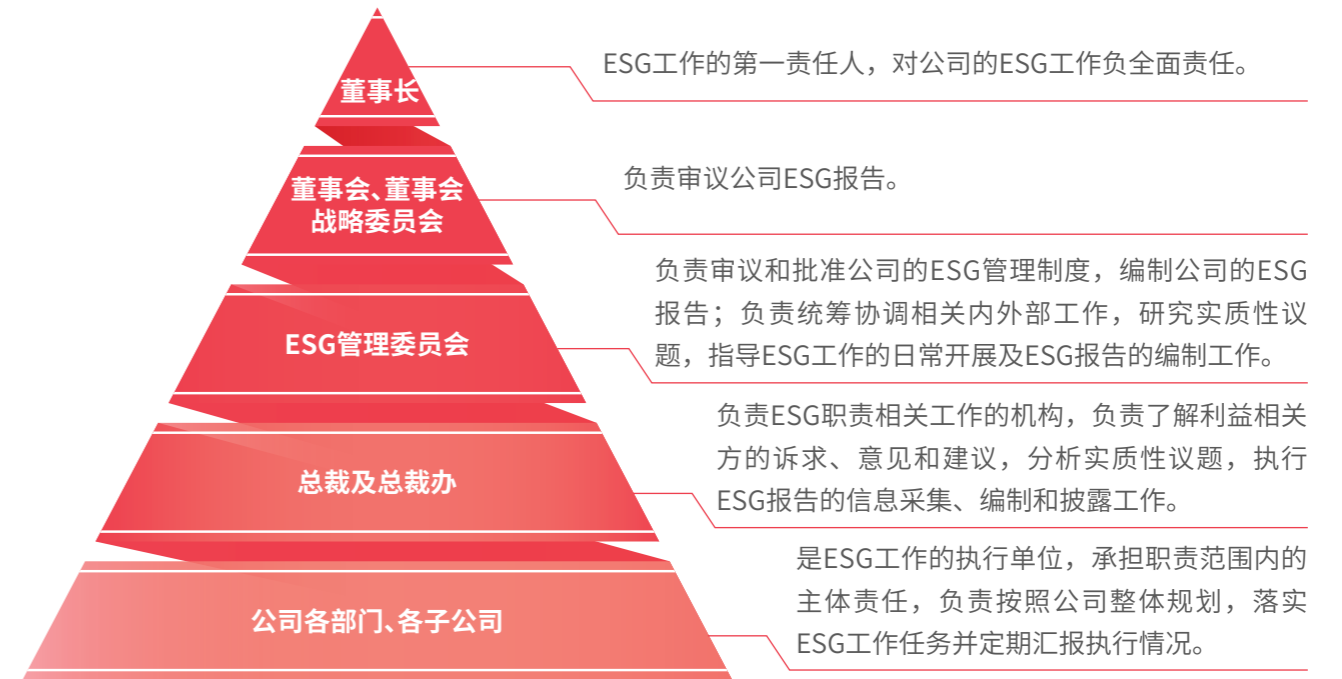 董事长
ESG工作的第一责任人，对公司的ESG工作负全面责任。
董事会、董事会
战略委员会
负责审议公司ESG报告。
ESG管理委员会
负责审议和批准公司的ESG管理制度，编制公司的ESG
报告；负责统筹协调相关内外部工作，研究实质性议
题，指导ESG工作的日常开展及ESG报告的编制工作。
总裁及总裁办
负责ESG职责相关工作的机构，负责了解利益相关
方的诉求、意见和建议，分析实质性议题，执行
ESG报告的信息采集、编制和披露工作。
公司各部门、各子公司
是ESG工作的执行单位，承担职责范围内的
主体责任，负责按照公司整体规划，落实
ESG工作任务并定期汇报执行情况。